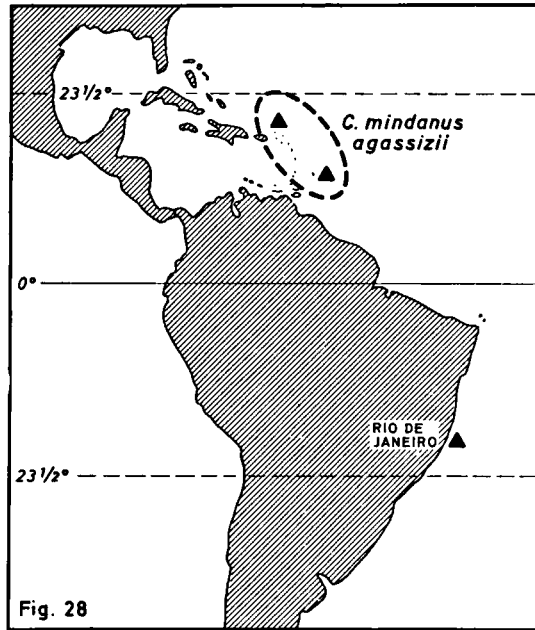 23½°
C. mindanus
agassizii
0°
RIO DE
JANEIRO
23½°
Fig. 28